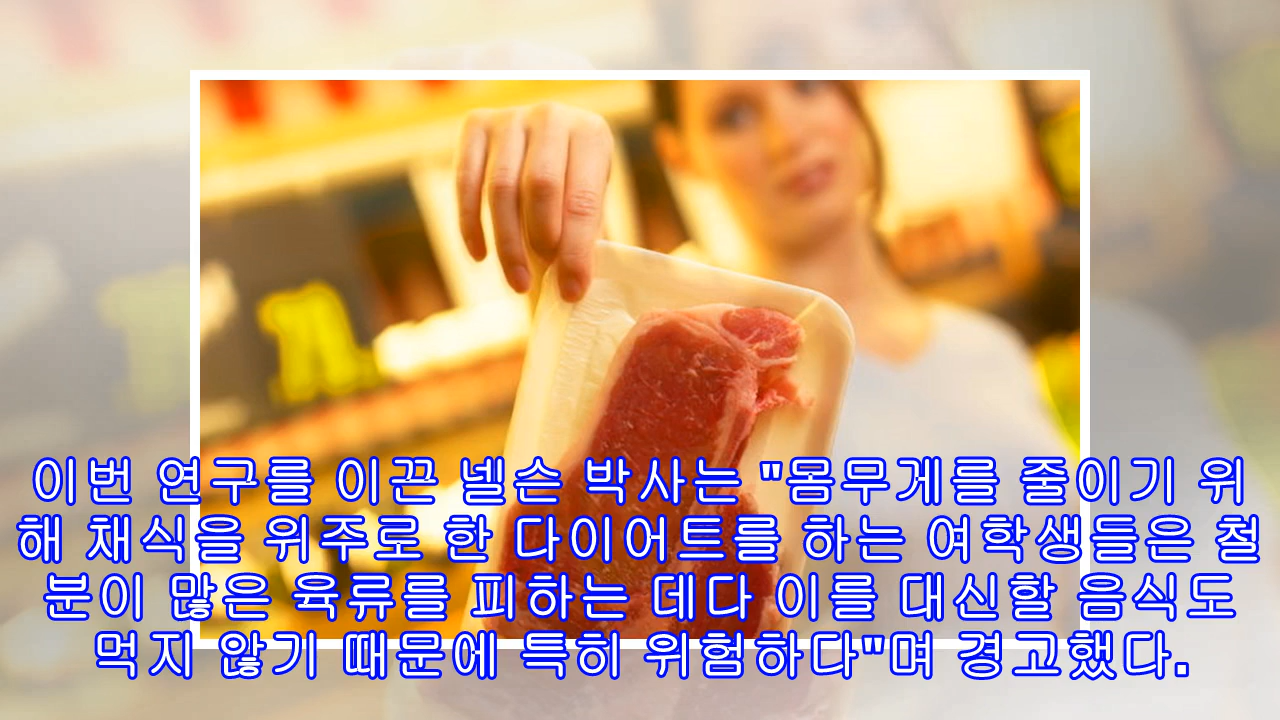 이번 연구를 이끈 넬슨 박사는 "몸무게를 줄이기 위
해 채식을 위주로 한 다이어트를 하는 여학생들은 철
분이 많은 육류를 피하는 데다 이를 대신할 음식도
먹지 않기 때문에 특히 위험하다"며 경고했다.